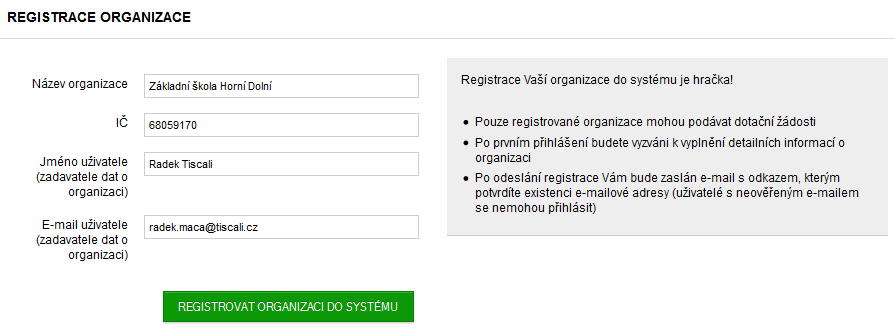 REGISTRACE ORGANIZACE
Název organizace
Základní škola Horní Dolní
IČ
68059170
Jméno uživatele
(zadavatele dat o
organizaci)
Radek Tiscali
E-mail uživatele
(zadavatele dat o
organizaci)
radek.maca@tiscali.cz
REGISTROVAT ORGANIZACI DO SYSTÉMU
Registrace Vaší organizace do systému je hračka!
Pouze registrované organizace mohou podávat dotační žádosti
Po prvním přihlášení budete vyzváni k vyplnění detailních informací o
organizaci
Po odeslání registrace Vám bude zaslán e-mail s odkazem, kterým
potvrdíte existenci e-mailové adresy (uživatelé s neověřeným e-mailem
se nemohou přihlásit)